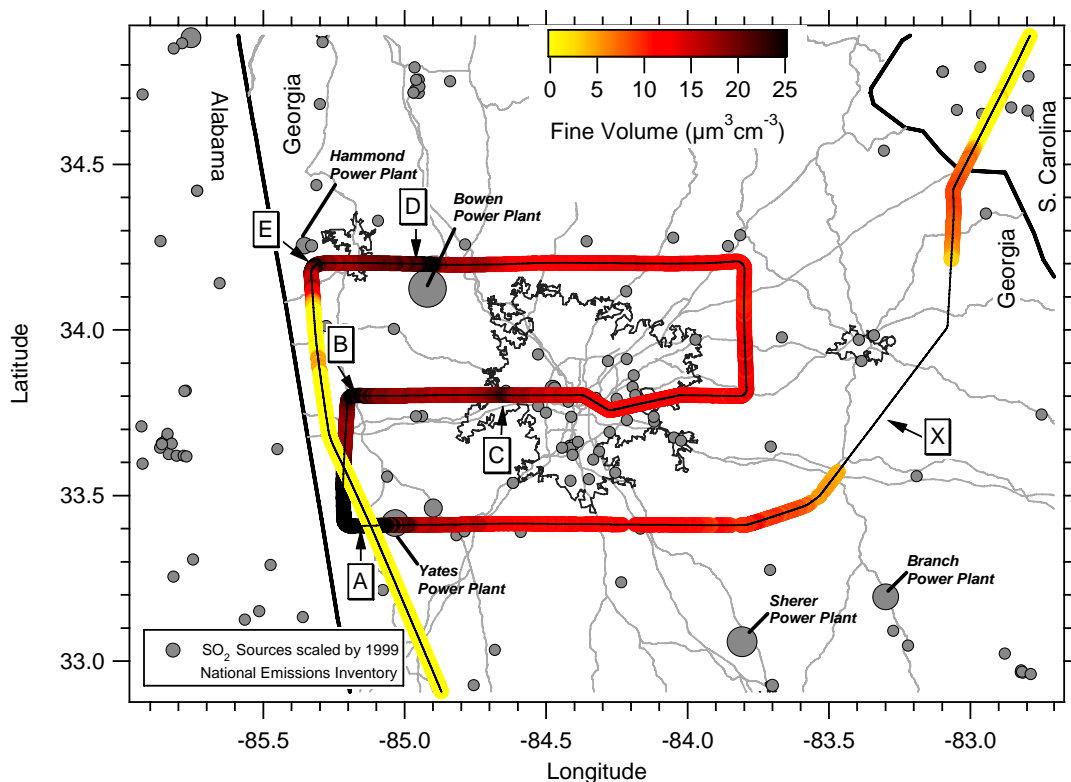 0 5 10 15 20 25
Fine Volume (µm³cm⁻³)
Alabama
Georgia
S. Carolina
Georgia
Hammond
Power Plant
Bowen
Power Plant
D
E
B
C
X
A
Yates
Power Plant
Branch
Power Plant
Sherer
Power Plant
SO₂ Sources scaled by 1999
National Emissions Inventory
34.5
34.0
33.5
33.0
Latitude
-85.5 -85.0 -84.5 -84.0 -83.5 -83.0
Longitude